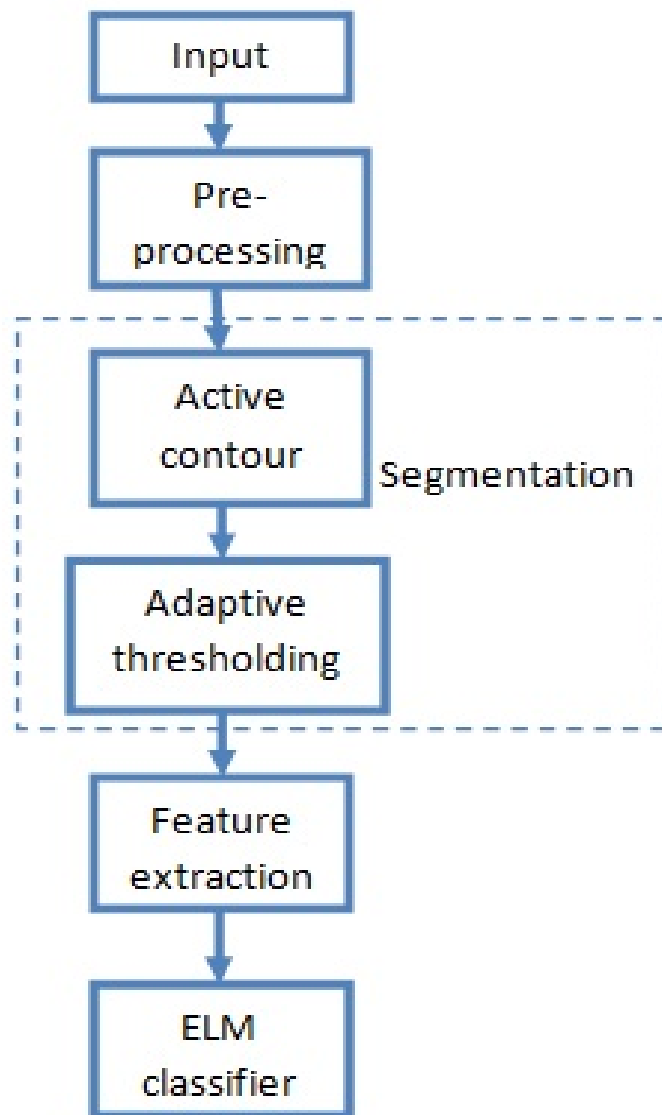 Input
Pre-
processing
Active
contour
Segmentation
Adaptive
thresholding
Feature
extraction
ELM
classifier